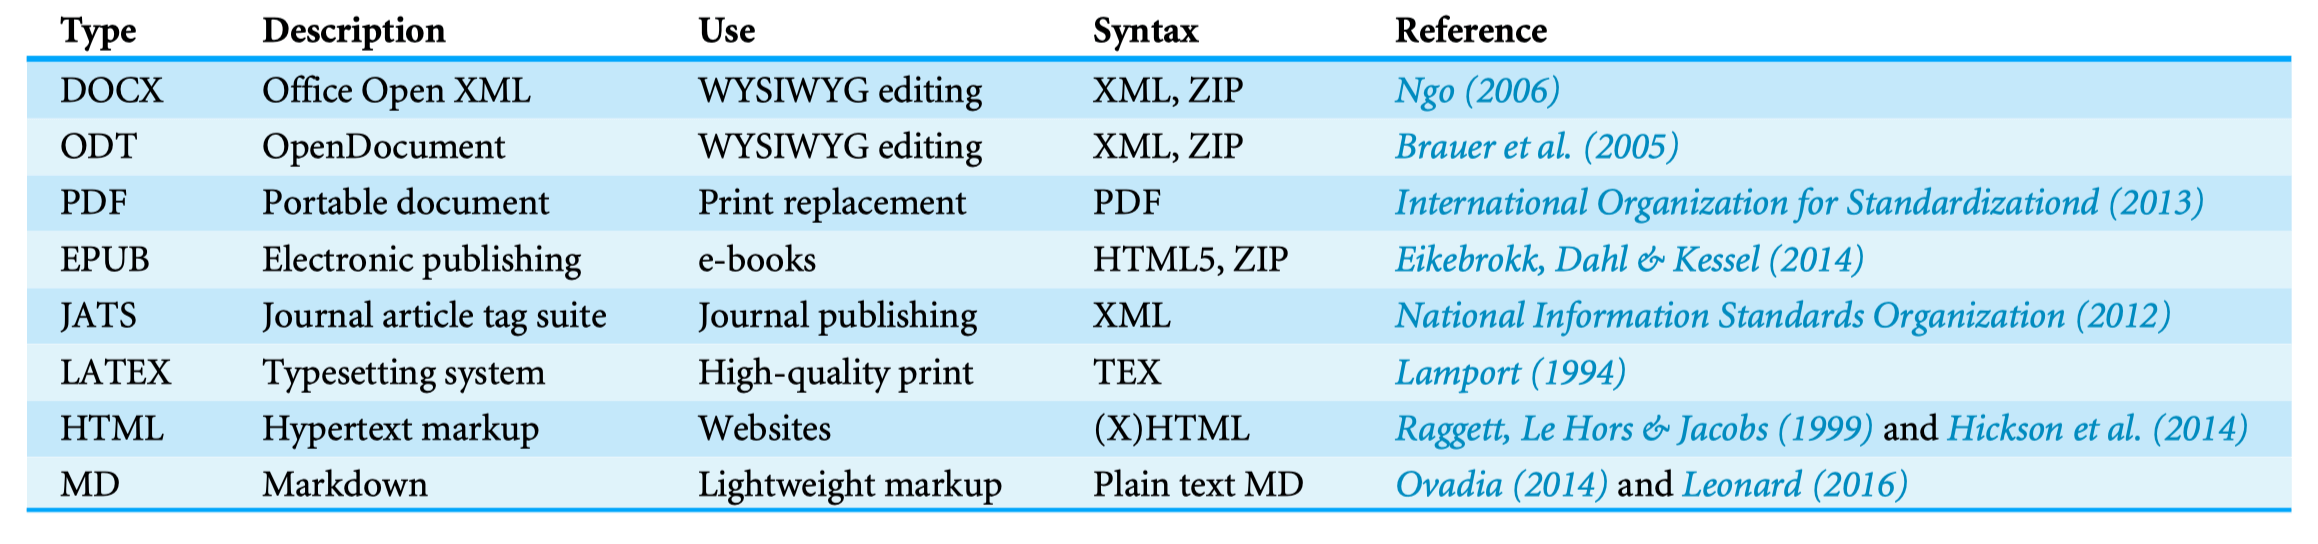 Type Description Use Syntax Reference
DOCX Office Open XML WYSIWYG editing XML, ZIP Ngo (2006)
ODT OpenDocument WYSIWYG editing XML, ZIP Brauer et al. (2005)
PDF Portable document Print replacement PDF International Organization for Standardizationd (2013)
EPUB Electronic publishing e-books HTML5, ZIP Eikebrokk, Dahl & Kessel (2014)
JATS Journal article tag suite Journal publishing XML National Information Standards Organization (2012)
LATEX Typesetting system High-quality print TEX Lamport (1994)
HTML Hypertext markup Websites (X)HTML Raggett, Le Hors & Jacobs (1999) and Hickson et al. (2014)
MD Markdown Lightweight markup Plain text MD Ovadia (2014) and Leonard (2016)